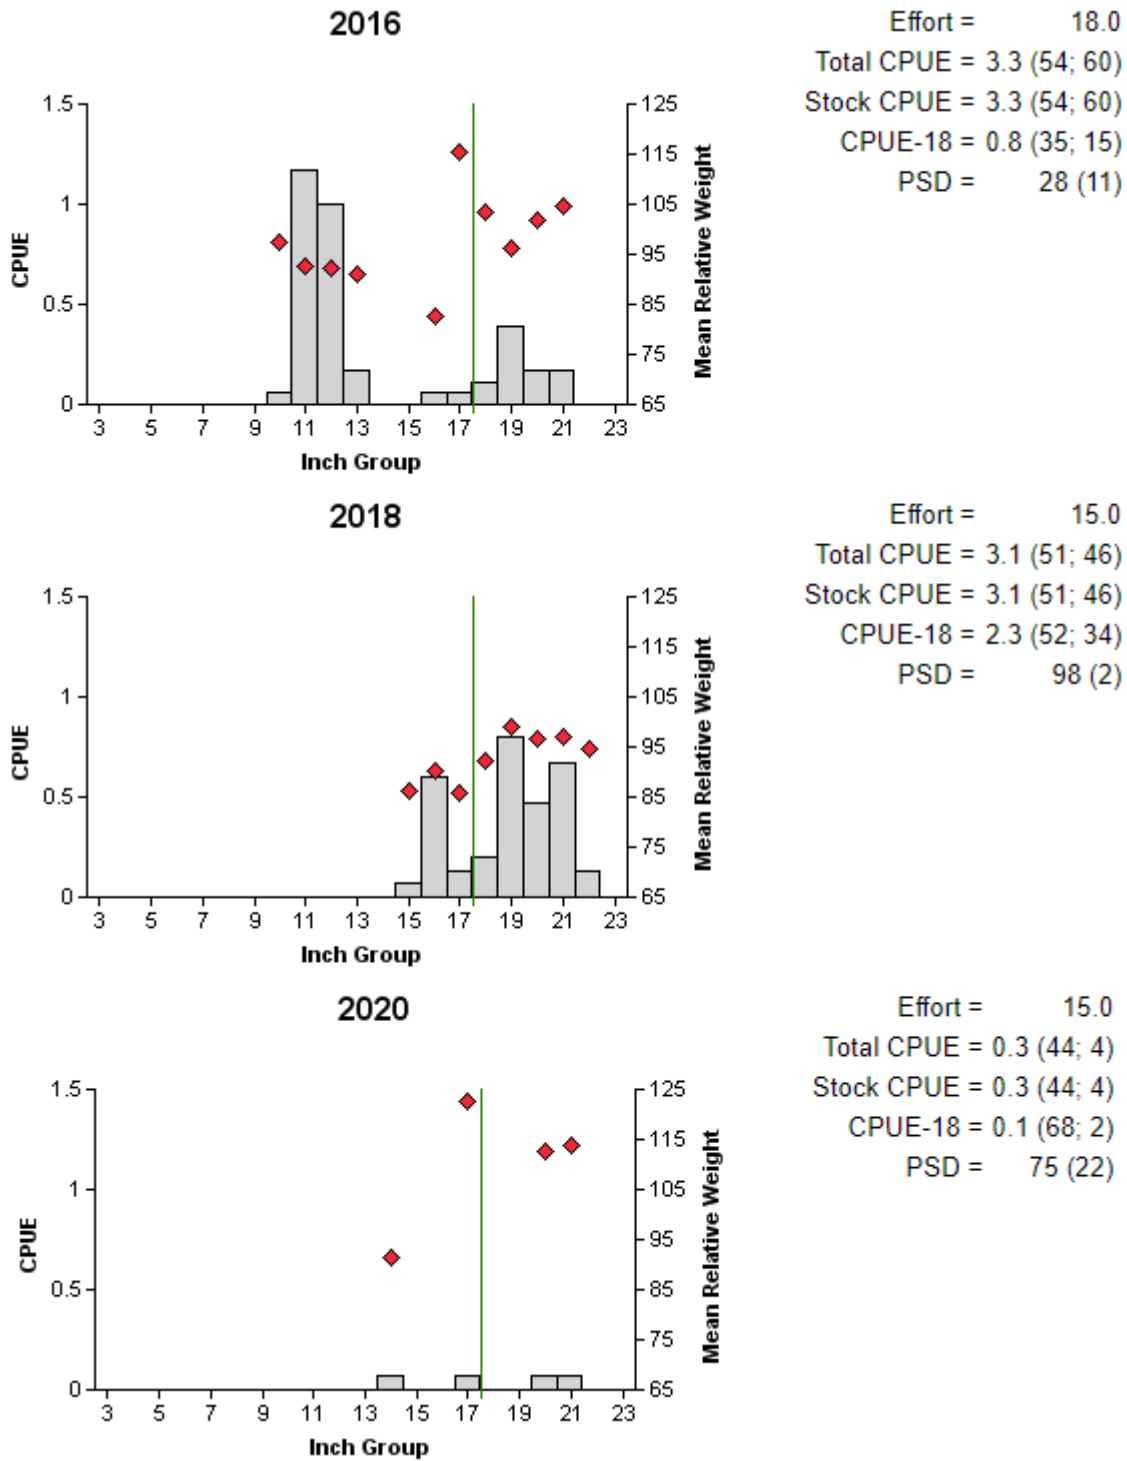 2016
Effort = 18.0
Total CPUE = 3.3 (54; 60)
Stock CPUE = 3.3 (54; 60)
CPUE-18 = 0.8 (35; 15)
PSD = 28 (11)
CPUE
1.5
1
0.5
0
125
115
105
95
85
75
65
Mean Relative Weight
3 5 7 9 11 13 15 17 19 21 23
Inch Group
2018
Effort = 15.0
Total CPUE = 3.1 (51; 46)
Stock CPUE = 3.1 (51; 46)
CPUE-18 = 2.3 (52; 34)
PSD = 98 (2)
CPUE
1.5
1
0.5
0
125
115
105
95
85
75
65
Mean Relative Weight
3 5 7 9 11 13 15 17 19 21 23
Inch Group
2020
Effort = 15.0
Total CPUE = 0.3 (44; 4)
Stock CPUE = 0.3 (44; 4)
CPUE-18 = 0.1 (68; 2)
PSD = 75 (22)
CPUE
1.5
1
0.5
0
125
115
105
95
85
75
65
Mean Relative Weight
3 5 7 9 11 13 15 17 19 21 23
Inch Group